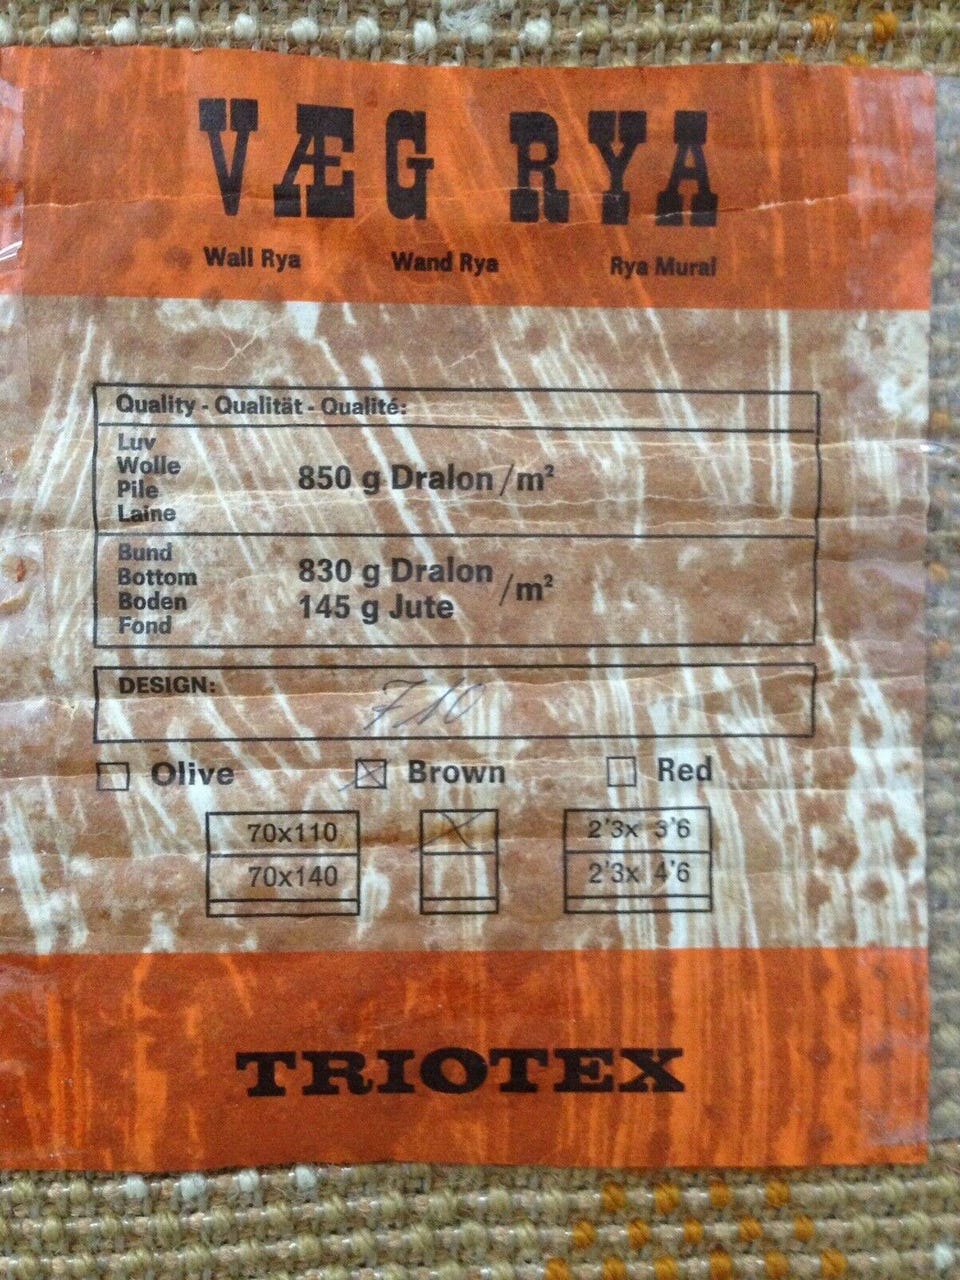 VÆG RYA
Wall Rya Wand Rya Rya Mural
Quality - Qualität - Qualité:
Luv
Wolle
Pile
Laine
850 g Dralon/m²
Bund
Bottom
Boden
Fond
830 g Dralon
145 g Jute
/m²
DESIGN: 710
Olive Brown Red
70x110 2'3x 3'6
70x140 2'3x 4'6
TRIOTEX